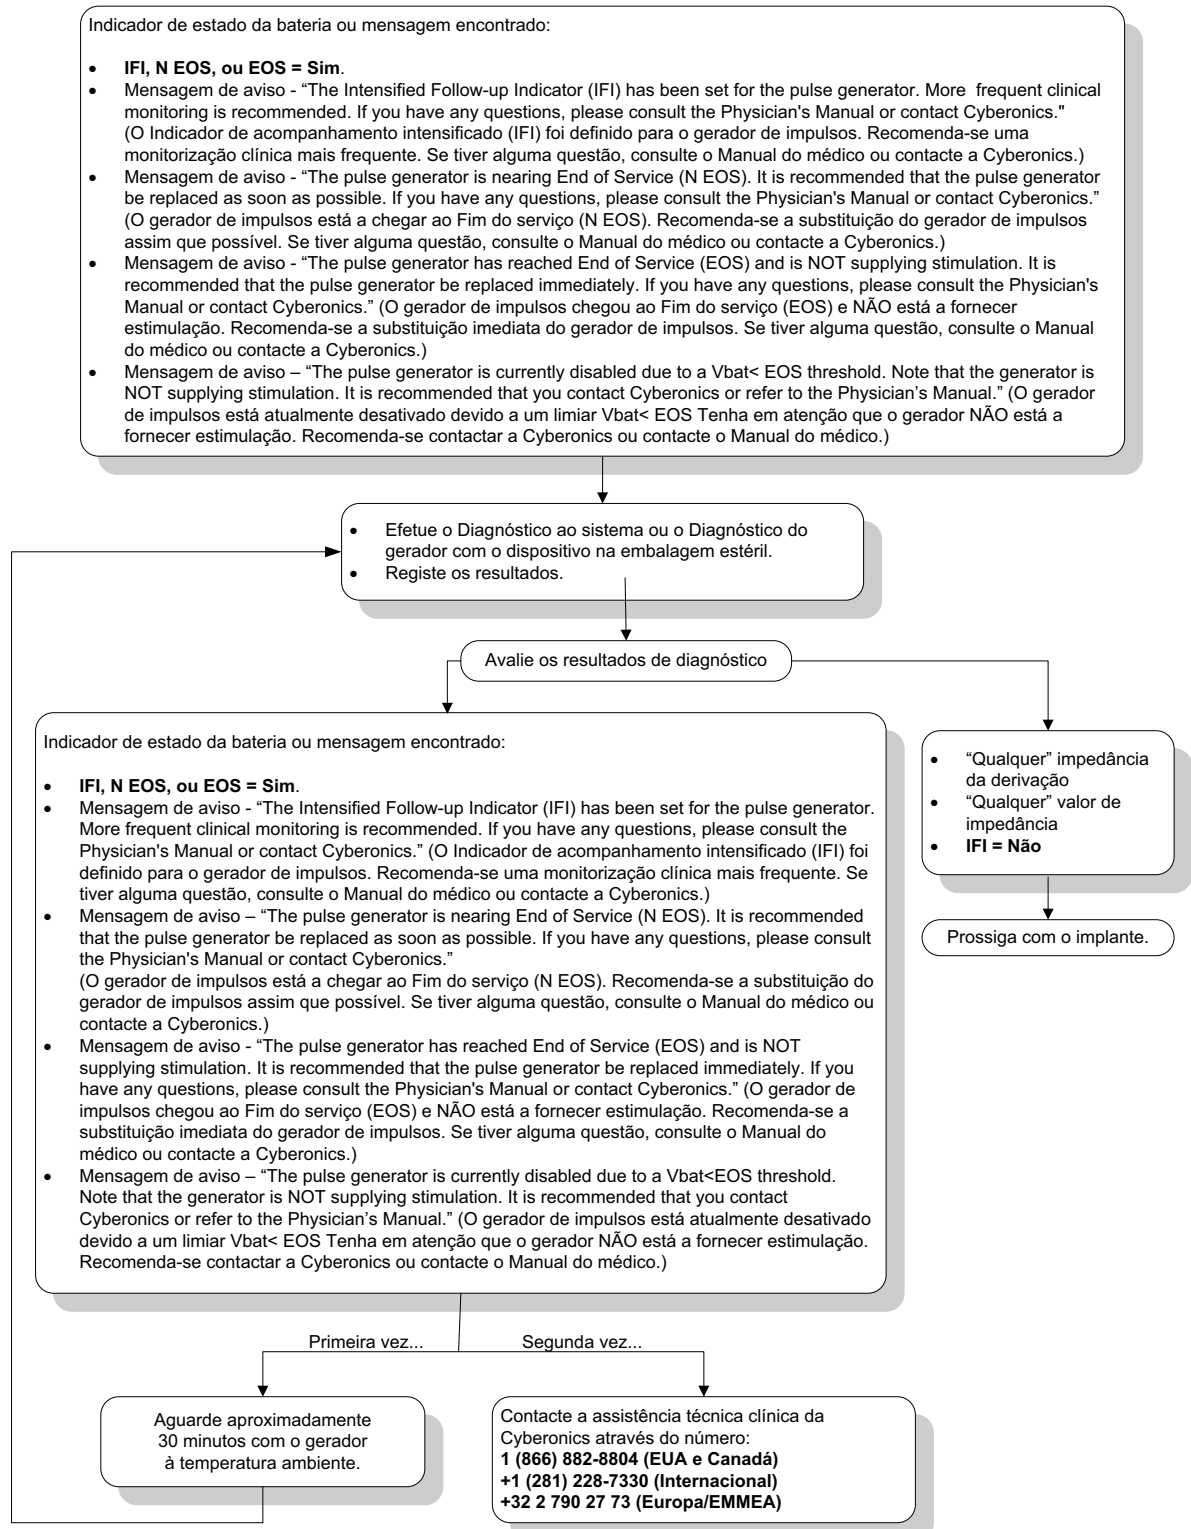 Indicador de estado da bateria ou mensagem encontrado:
• IFI, N EOS, ou EOS = Sim.
• Mensagem de aviso - “The Intensified Follow-up Indicator (IFI) has been set for the pulse generator. More frequent clinical
monitoring is recommended. If you have any questions, please consult the Physician's Manual or contact Cyberonics."
(O Indicador de acompanhamento intensificado (IFI) foi definido para o gerador de impulsos. Recomenda-se uma
monitorização clínica mais frequente. Se tiver alguma questão, consulte o Manual do médico ou contacte a Cyberonics.)
• Mensagem de aviso - “The pulse generator is nearing End of Service (N EOS). It is recommended that the pulse generator
be replaced as soon as possible. If you have any questions, please consult the Physician's Manual or contact Cyberonics.”
(O gerador de impulsos está a chegar ao Fim do serviço (N EOS). Recomenda-se a substituição do gerador de impulsos
assim que possível. Se tiver alguma questão, consulte o Manual do médico ou contacte a Cyberonics.)
• Mensagem de aviso - “The pulse generator has reached End of Service (EOS) and is NOT supplying stimulation. It is
recommended that the pulse generator be replaced immediately. If you have any questions, please consult the Physician's
Manual or contact Cyberonics.” (O gerador de impulsos chegou ao Fim do serviço (EOS) e NÃO está a fornecer
estimulação. Recomenda-se a substituição imediata do gerador de impulsos. Se tiver alguma questão, consulte o Manual
do médico ou contacte a Cyberonics.)
• Mensagem de aviso – “The pulse generator is currently disabled due to a Vbat< EOS threshold. Note that the generator is
NOT supplying stimulation. It is recommended that you contact Cyberonics or refer to the Physician’s Manual.” (O gerador
de impulsos está atualmente desativado devido a um limiar Vbat< EOS Tenha em atenção que o gerador NÃO está a
fornecer estimulação. Recomenda-se contactar a Cyberonics ou contacte o Manual do médico.)
• Efetue o Diagnóstico ao sistema ou o Diagnóstico do
gerador com o dispositivo na embalagem estéril.
• Registe os resultados.
Avalie os resultados de diagnóstico
Indicador de estado da bateria ou mensagem encontrado:
• IFI, N EOS, ou EOS = Sim.
• Mensagem de aviso - “The Intensified Follow-up Indicator (IFI) has been set for the pulse generator.
More frequent clinical monitoring is recommended. If you have any questions, please consult the
Physician's Manual or contact Cyberonics.” (O Indicador de acompanhamento intensificado (IFI) foi
definido para o gerador de impulsos. Recomenda-se uma monitorização clínica mais frequente. Se
tiver alguma questão, consulte o Manual do médico ou contacte a Cyberonics.)
• Mensagem de aviso – “The pulse generator is nearing End of Service (N EOS). It is recommended
that the pulse generator be replaced as soon as possible. If you have any questions, please consult
the Physician's Manual or contact Cyberonics.”
(O gerador de impulsos está a chegar ao Fim do serviço (N EOS). Recomenda-se a substituição do
gerador de impulsos assim que possível. Se tiver alguma questão, consulte o Manual do médico ou
contacte a Cyberonics.)
• Mensagem de aviso - “The pulse generator has reached End of Service (EOS) and is NOT
supplying stimulation. It is recommended that the pulse generator be replaced immediately. If you
have any questions, please consult the Physician's Manual or contact Cyberonics.” (O gerador de
impulsos chegou ao Fim do serviço (EOS) e NÃO está a fornecer estimulação. Recomenda-se a
substituição imediata do gerador de impulsos. Se tiver alguma questão, consulte o Manual do
médico ou contacte a Cyberonics.)
• Mensagem de aviso – “The pulse generator is currently disabled due to a Vbat<EOS threshold.
Note that the generator is NOT supplying stimulation. It is recommended that you contact
Cyberonics or refer to the Physician’s Manual.” (O gerador de impulsos está atualmente desativado
devido a um limiar Vbat< EOS Tenha em atenção que o gerador NÃO está a fornecer estimulação.
Recomenda-se contactar a Cyberonics ou contacte o Manual do médico.)
• “Qualquer” impedância
da derivação
• “Qualquer” valor de
impedância
• IFI = Não
Prossiga com o implante.
Primeira vez...
Segunda vez...
Aguarde aproximadamente
30 minutos com o gerador
à temperatura ambiente.
Contacte a assistência técnica clínica da
Cyberonics através do número:
1 (866) 882-8804 (EUA e Canadá)
+1 (281) 228-7330 (Internacional)
+32 2 790 27 73 (Europa/EMMEA)